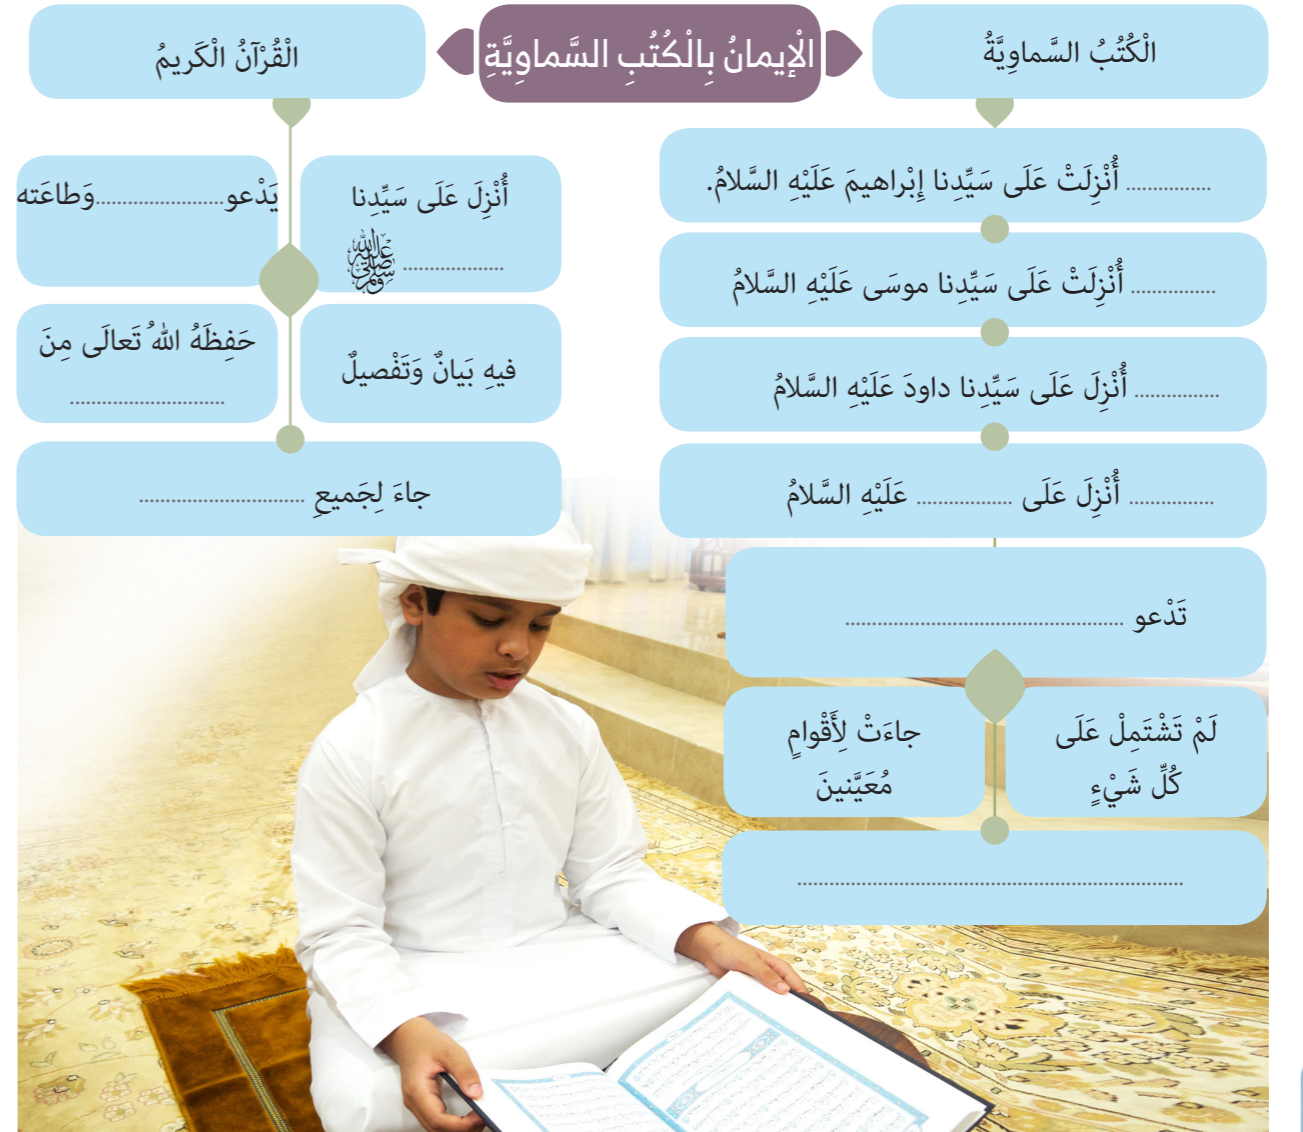 الْإيمانُ بِالْكُتُبِ السَّماوِيَّةِ
الْكُتُبُ السَّماوِيَّةُ
................ أُنْزِلَتْ عَلَى سَيِّدِنا إِبْراهيمَ عَلَيْهِ السَّلامُ.
................ أُنْزِلَتْ عَلَى سَيِّدِنا موسَى عَلَيْهِ السَّلامُ
................ أُنْزِلَ عَلَى سَيِّدِنا داودَ عَلَيْهِ السَّلامُ
................ أُنْزِلَ عَلَى .................. عَلَيْهِ السَّلامُ
تَدْعو ....................................................
لَمْ تَشْتَمِلْ عَلَى
كُلِّ شَيْءٍ
جاءَتْ لِأَقْوامٍ
مُعَيَّنينَ
........................................................................
الْقُرْآنُ الْكَريمُ
أُنْزِلَ عَلَى سَيِّدِنا
................... ﷺ
يَدْعو........................وَطاعَته
فيهِ بَيانٌ وَتَفْصيلٌ
حَفِظَهُ اللهُ تَعالَى مِنَ
.............................
جاءَ لِجَميعِ ...............................